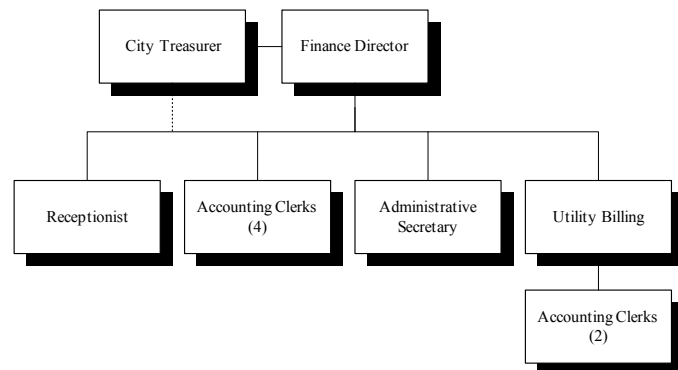 City Treasurer
Finance Director
Receptionist
Accounting Clerks
(4)
Administrative
Secretary
Utility Billing
Accounting Clerks
(2)